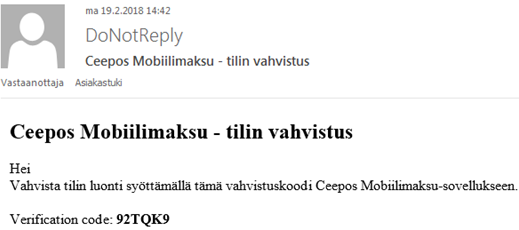 ma 19.2.2018 14:42
DoNotReply
Ceepos Mobiilimaksu - tilin vahvistus
Vastaanottaja Asiakastuki
Ceepos Mobiilimaksu - tilin vahvistus
Hei
Vahvista tilin luonti syöttämällä tämä vahvistuskoodi Ceepos Mobiilimaksu-sovellukseen.
Verification code: 92TQK9